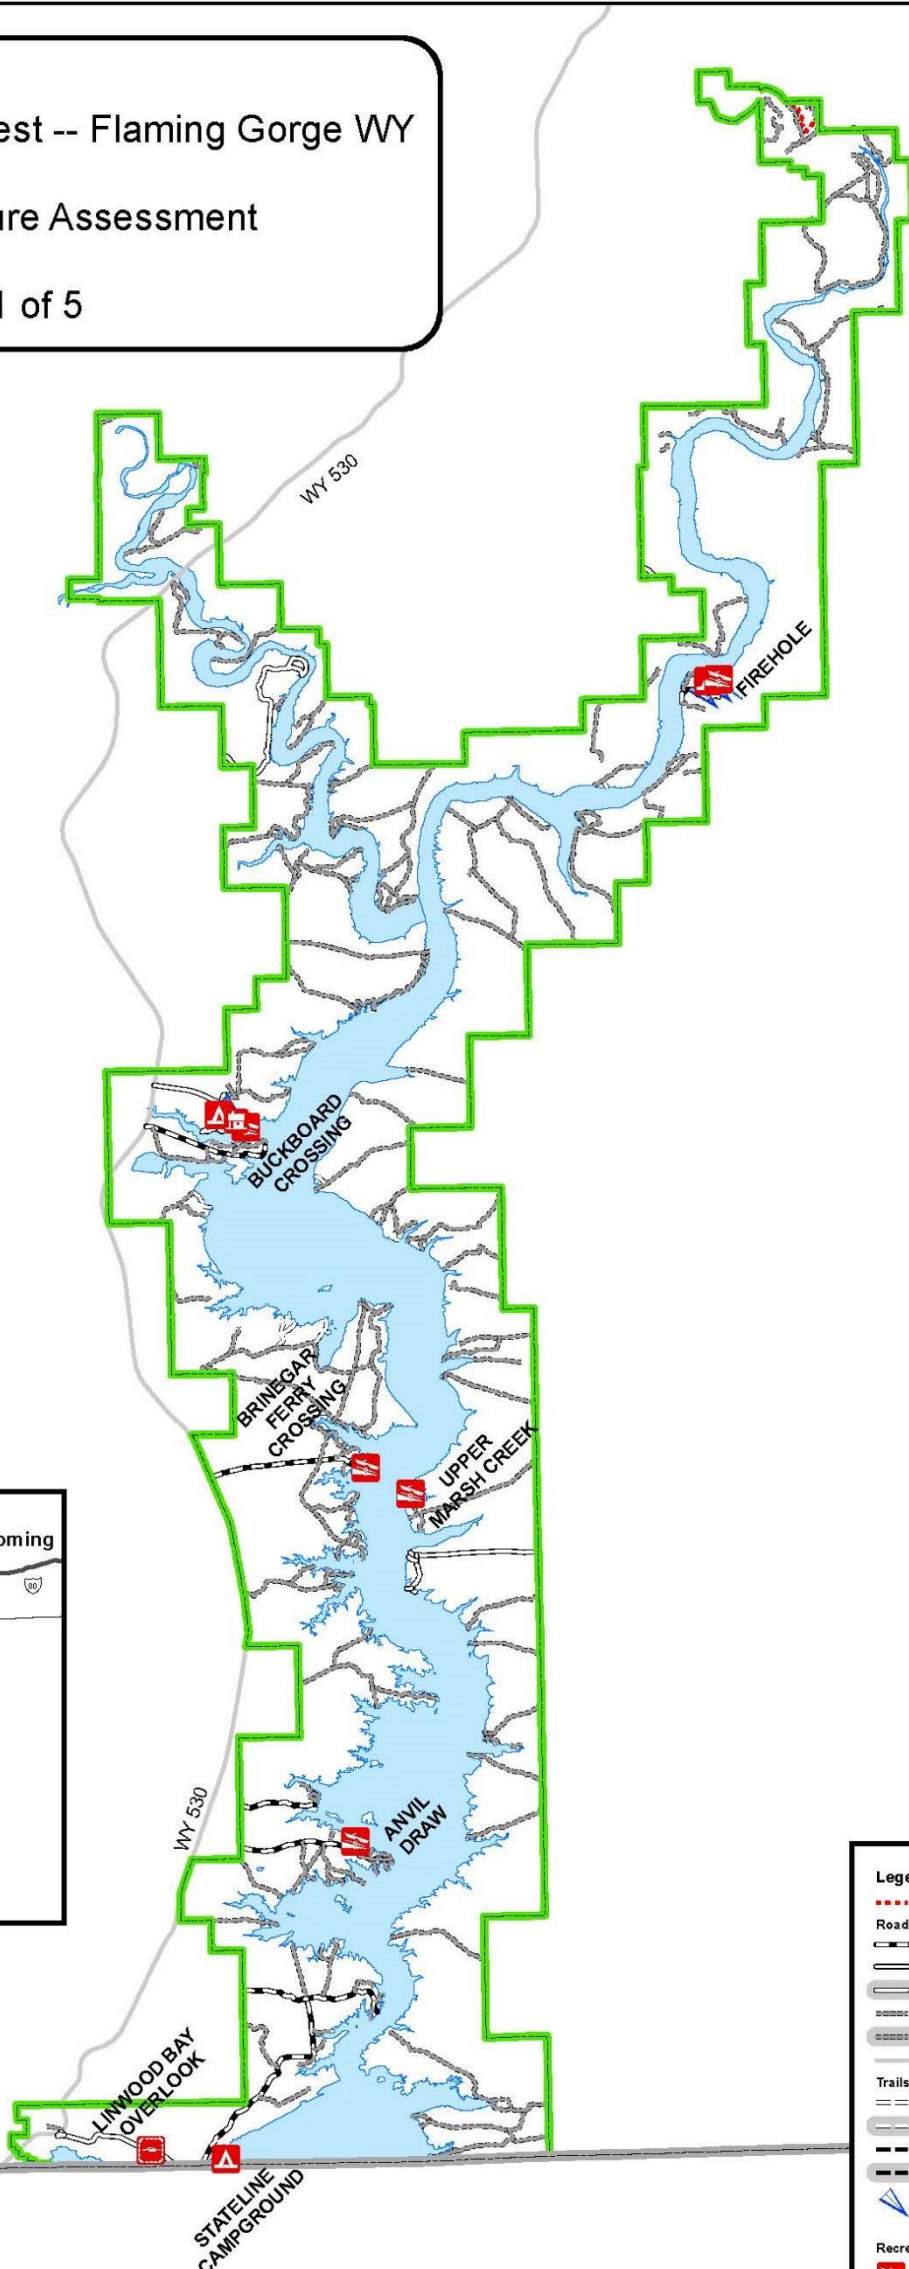 est -- Flaming Gorge WY
ure Assessment
1 of 5
WY 530
FIREHOLE
BUCKBOARD
CROSSING
BRINEGAR
FERRY
CROSSING
UPPER
MARSH CREEK
oming
80
WY 530
ANVIL
DRAW
LINWOOD BAY
OVERLOOK
STATELINE
CAMPGROUND
Lege
Road
Trails
Recre